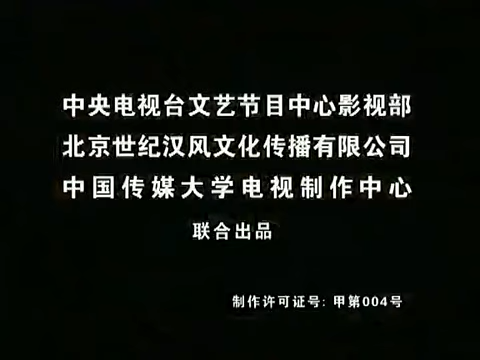 中央电视台文艺节目中心影视部
北京世纪汉风文化传播有限公司
中国传媒大学电视制作中心
联合出品
制作许可证号: 甲第004号